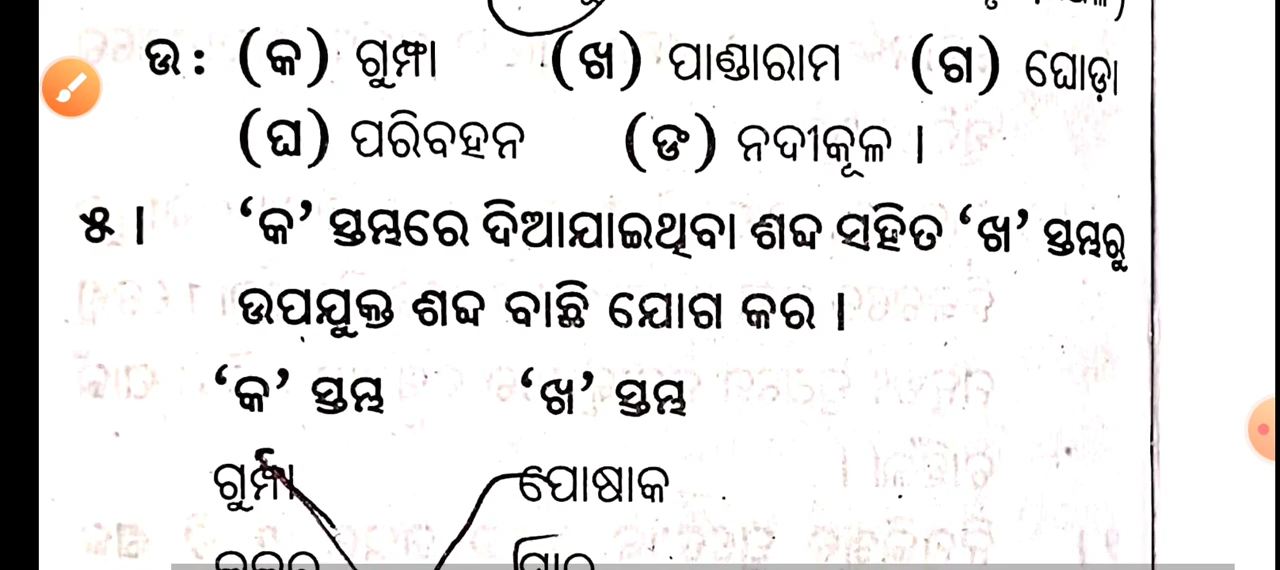 ଉ : (କ) ଗୁମ୍ଫା (ଖ) ପାଣ୍ଡାରାମ (ଗ) ଘୋଡ଼ା
(ଘ) ପରିବହନ (ଙ) ନଦୀକୂଳ ।
୫ । ‘କ’ ସ୍ତମ୍ଭରେ ଦିଆଯାଇଥିବା ଶବ୍ଦ ସହିତ ‘ଖ’ ସ୍ତମ୍ଭରୁ
ଉପଯୁକ୍ତ ଶବ୍ଦ ବାଛି ଯୋଗ କର ।
‘କ’ ସ୍ତମ୍ଭ ‘ଖ’ ସ୍ତମ୍ଭ
ଗୁମ୍ଫା ପୋଷାକ